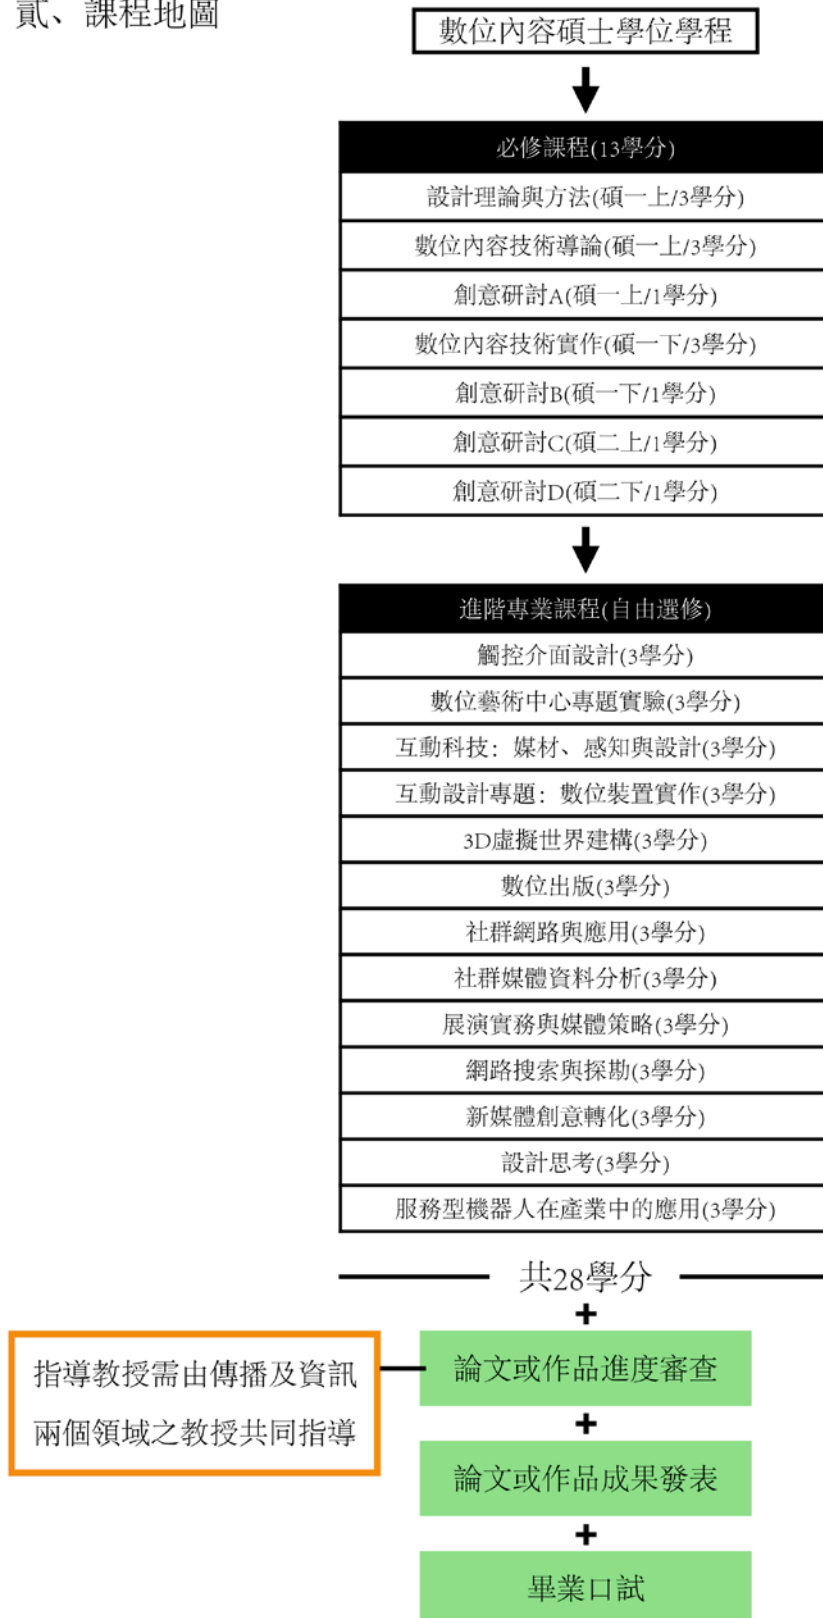 貳、課程地圖
數位內容碩士學位學程
必修課程(13學分)
設計理論與方法(碩一上/3學分)
數位內容技術導論(碩一上/3學分)
創意研討A(碩一上/1學分)
數位內容技術實作(碩一下/3學分)
創意研討B(碩一下/1學分)
創意研討C(碩二上/1學分)
創意研討D(碩二下/1學分)
進階專業課程(自由選修)
觸控介面設計(3學分)
數位藝術中心專題實驗(3學分)
互動科技：媒材、感知與設計(3學分)
互動設計專題：數位裝置實作(3學分)
3D虛擬世界建構(3學分)
數位出版(3學分)
社群網路與應用(3學分)
社群媒體資料分析(3學分)
展演實務與媒體策略(3學分)
網路搜索與探勘(3學分)
新媒體創意轉化(3學分)
設計思考(3學分)
服務型機器人在產業中的應用(3學分)
共28學分
+
論文或作品進度審查
指導教授需由傳播及資訊
兩個領域之教授共同指導
+
論文或作品成果發表
+
畢業口試